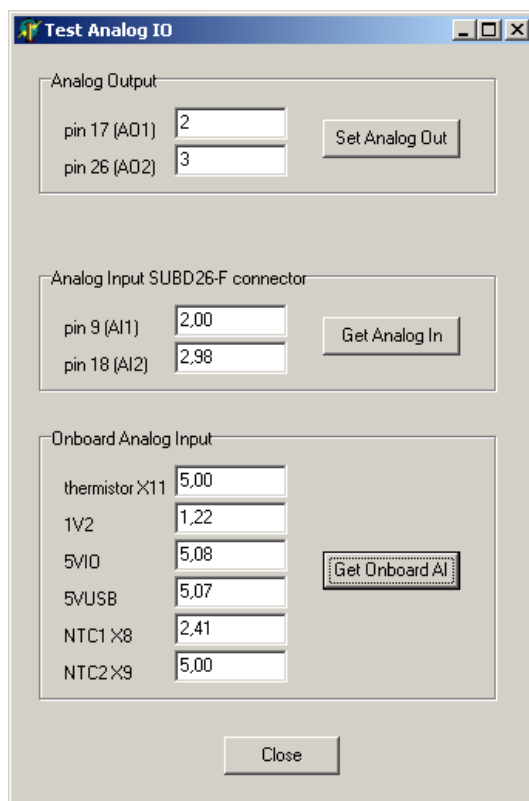 Test Analog IO
Analog Output
pin 17 (AO1) 2
Set Analog Out
pin 26 (AO2) 3
Analog Input SUBD26-F connector
pin 9 (AI1) 2,00
Get Analog In
pin 18 (AI2) 2,98
Onboard Analog Input
thermistor X11 5,00
1V2 1,22
5VIO 5,08
Get Onboard AI
5VUSB 5,07
NTC1 X8 2,41
NTC2 X9 5,00
Close